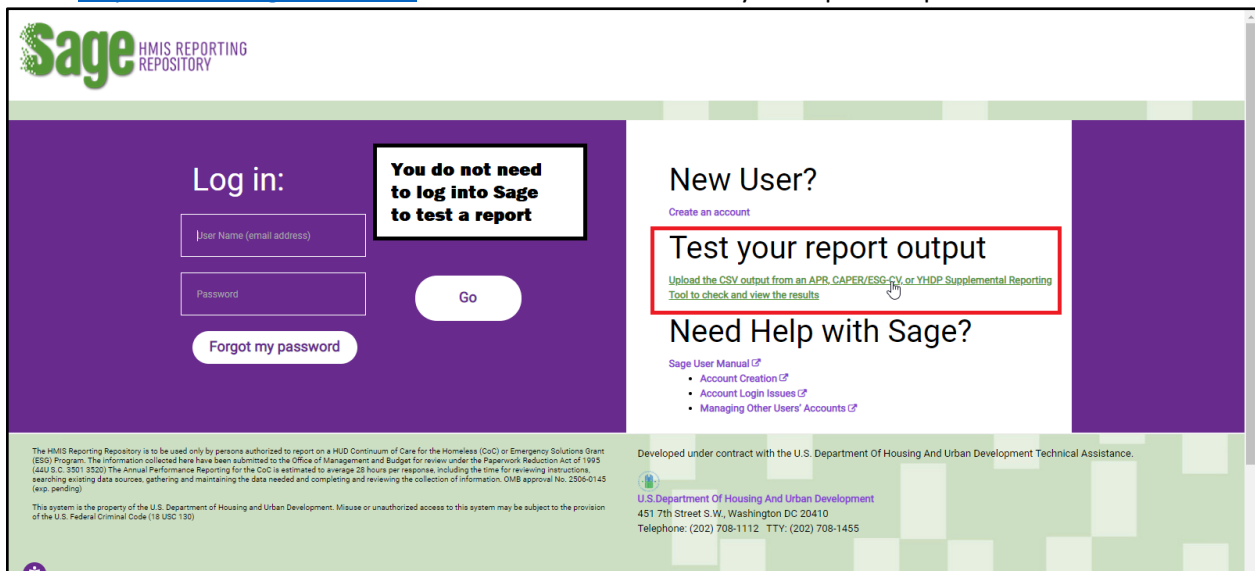 Sage HMIS REPORTING
REPOSITORY
Log in:
You do not need
to log into Sage
to test a report
User Name (email address)
Password
Go
Forgot my password
New User?
Create an account
Test your report output
Upload the CSV output from an APR, CAPER/ESG-CV, or YHDP Supplemental Reporting
Tool to check and view the results
Need Help with Sage?
Sage User Manual
• Account Creation
• Account Login Issues
• Managing Other Users' Accounts
The HMIS Reporting Repository is to be used only by persons authorized to report on a HUD Continuum of Care for the Homeless (CoC) or Emergency Solutions Grant
(ESG) Program. The information collected here have been submitted to the Office of Management and Budget for review under the Paperwork Reduction Act of 1995
(44U S.C. 3501 3520) The Annual Performance Reporting for the CoC is estimated to average 28 hours per response, including the time for reviewing instructions,
searching existing data sources, gathering and maintaining the data needed and completing and reviewing the collection of information. OMB approval No. 2506-0145
(exp. pending)
This system is the property of the U.S. Department of Housing and Urban Development. Misuse or unauthorized access to this system may be subject to the provision
of the U.S. Federal Criminal Code (18 USC 130)
Developed under contract with the U.S. Department Of Housing And Urban Development Technical Assistance.
U.S.Department Of Housing And Urban Development
451 7th Street S.W., Washington DC 20410
Telephone: (202) 708-1112 TTY: (202) 708-1455